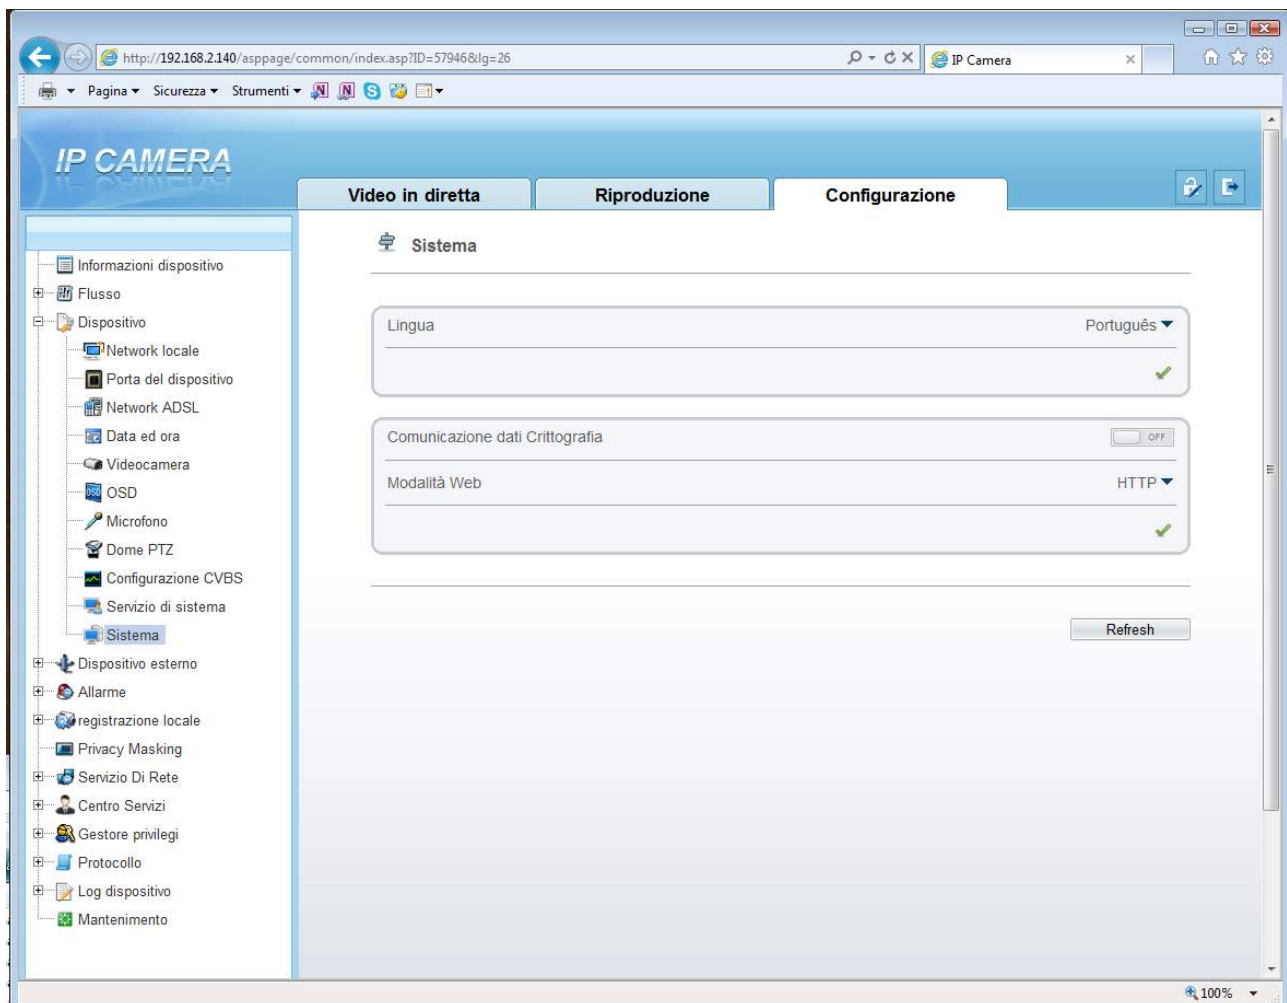 http://192.168.2.140/asppage/common/index.asp?ID=57946&lg=26
IP Camera
Pagina Sicurezza Strumenti
IP CAMERA
Video in diretta Riproduzione Configurazione
Sistema
Informazioni dispositivo
Flusso
Dispositivo
Lingua Português
Network locale
Porta del dispositivo
Network ADSL
Data ed ora
Comunicazione dati Crittografia OFF
Videocamera
OSD
Modalità Web HTTP
Microfono
Dome PTZ
Configurazione CVBS
Servizio di sistema
Sistema
Refresh
Dispositivo esterno
Allarme
registrazione locale
Privacy Masking
Servizio Di Rete
Centro Servizi
Gestore privilegi
Protocollo
Log dispositivo
Mantenimento
100%